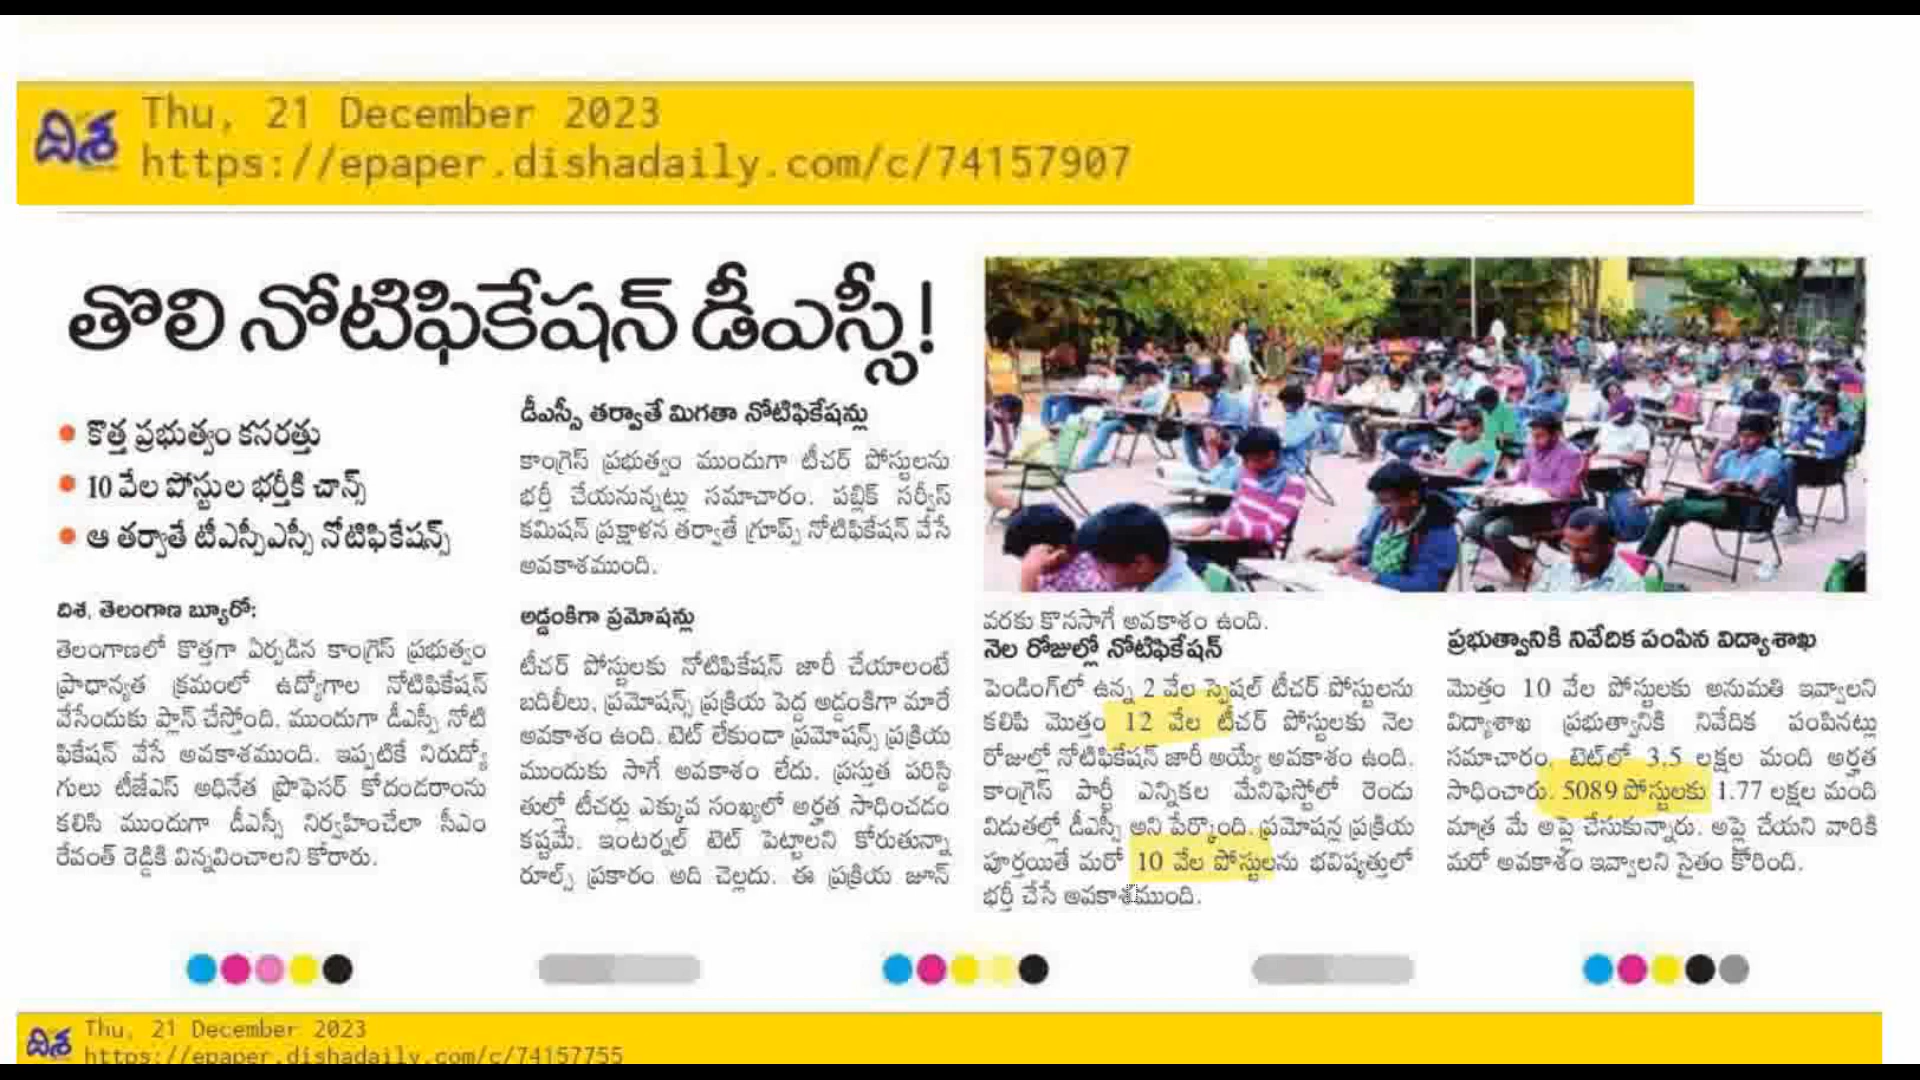 దిశ
Thu, 21 December 2023
https://epaper.dishadaily.com/c/74157907
తొలి నోటిఫికేషన్ డీఎస్సీ!
కొత్త ప్రభుత్వం కసరత్తు
10 వేల పోస్టుల భర్తీకి చాన్స్
ఆ తర్వాతే టీఎస్పీఎస్సీ నోటిఫికేషన్స్
దిశ, తెలంగాణ బ్యూరో:
తెలంగాణలో కొత్తగా ఏర్పడిన కాంగ్రెస్ ప్రభుత్వం
ప్రాధాన్యత క్రమంలో ఉద్యోగాల నోటిఫికేషన్
వేసేందుకు ప్లాన్ చేస్తోంది. ముందుగా డీఎస్సీ నోటి
ఫికేషన్ వేసే అవకాశముంది. ఇప్పటికే నిరుద్యో
గులు టీజేఎస్ అధినేత ప్రొఫెసర్ కోదండరాంను
కలిసి ముందుగా డీఎస్సీ నిర్వహించేలా సీఎం
రేవంత్ రెడ్డికి విన్నవించాలని కోరారు.
డీఎస్సీ తర్వాతే మిగతా నోటిఫికేషన్లు
కాంగ్రెస్ ప్రభుత్వం ముందుగా టీచర్ పోస్టులను
భర్తీ చేయనున్నట్లు సమాచారం. పబ్లిక్ సర్వీస్
కమిషన్ ప్రక్షాళన తర్వాతే గ్రూప్స్ నోటిఫికేషన్ వేసే
అవకాశముంది.
అడ్డంకిగా ప్రమోషన్లు
టీచర్ పోస్టులకు నోటిఫికేషన్ జారీ చేయాలంటే
బదిలీలు, ప్రమోషన్స్ ప్రక్రియ పెద్ద అడ్డంకిగా మారే
అవకాశం ఉంది. టెట్ లేకుండా ప్రమోషన్స్ ప్రక్రియ
ముందుకు సాగే అవకాశం లేదు. ప్రస్తుత పరిస్థి
తుల్లో టీచర్లు ఎక్కువ సంఖ్యలో అర్హత సాధించడం
కష్టమే. ఇంటర్నల్ టెట్ పెట్టాలని కోరుతున్నా
రూల్స్ ప్రకారం అది చెల్లదు. ఈ ప్రక్రియ జూన్
వరకు కొనసాగే అవకాశం ఉంది.
నెల రోజుల్లో నోటిఫికేషన్
పెండింగ్‌లో ఉన్న 2 వేల స్పెషల్ టీచర్ పోస్టులను
కలిపి మొత్తం 12 వేల టీచర్ పోస్టులకు నెల
రోజుల్లో నోటిఫికేషన్ జారీ అయ్యే అవకాశం ఉంది.
కాంగ్రెస్ పార్టీ ఎన్నికల మేనిఫెస్టోలో రెండు
విడుతల్లో డీఎస్సీ అని పేర్కొంది. ప్రమోషన్ల ప్రక్రియ
పూర్తయితే మరో 10 వేల పోస్టులను భవిష్యత్తులో
భర్తీ చేసే అవకాశముంది.
ప్రభుత్వానికి నివేదిక పంపిన విద్యాశాఖ
మొత్తం 10 వేల పోస్టులకు అనుమతి ఇవ్వాలని
విద్యాశాఖ ప్రభుత్వానికి నివేదిక పంపినట్లు
సమాచారం. టెట్‌లో 3.5 లక్షల మంది అర్హత
సాధించారు. 5089 పోస్టులకు 1.77 లక్షల మంది
మాత్ర మే అప్లై చేసుకున్నారు. అప్లై చేయని వారికి
మరో అవకాశం ఇవ్వాలని సైతం కోరింది.
దిశ
Thu, 21 December 2023
https://epaper.dishadaily.com/c/74157755